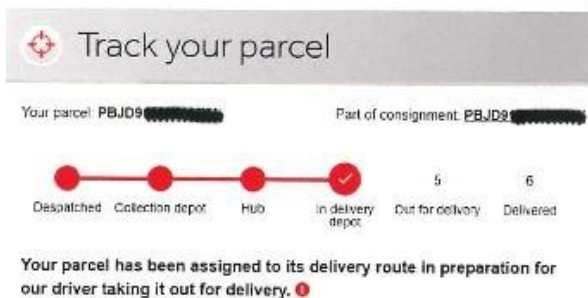 Track your parcel
Your parcel: PBJD9
Part of consignment: PBJD9
5
6
Despatched
Collection depot
Hub
In delivery
depot
Out for delivery
Delivered
Your parcel has been assigned to its delivery route in preparation for
our driver taking it out for delivery.